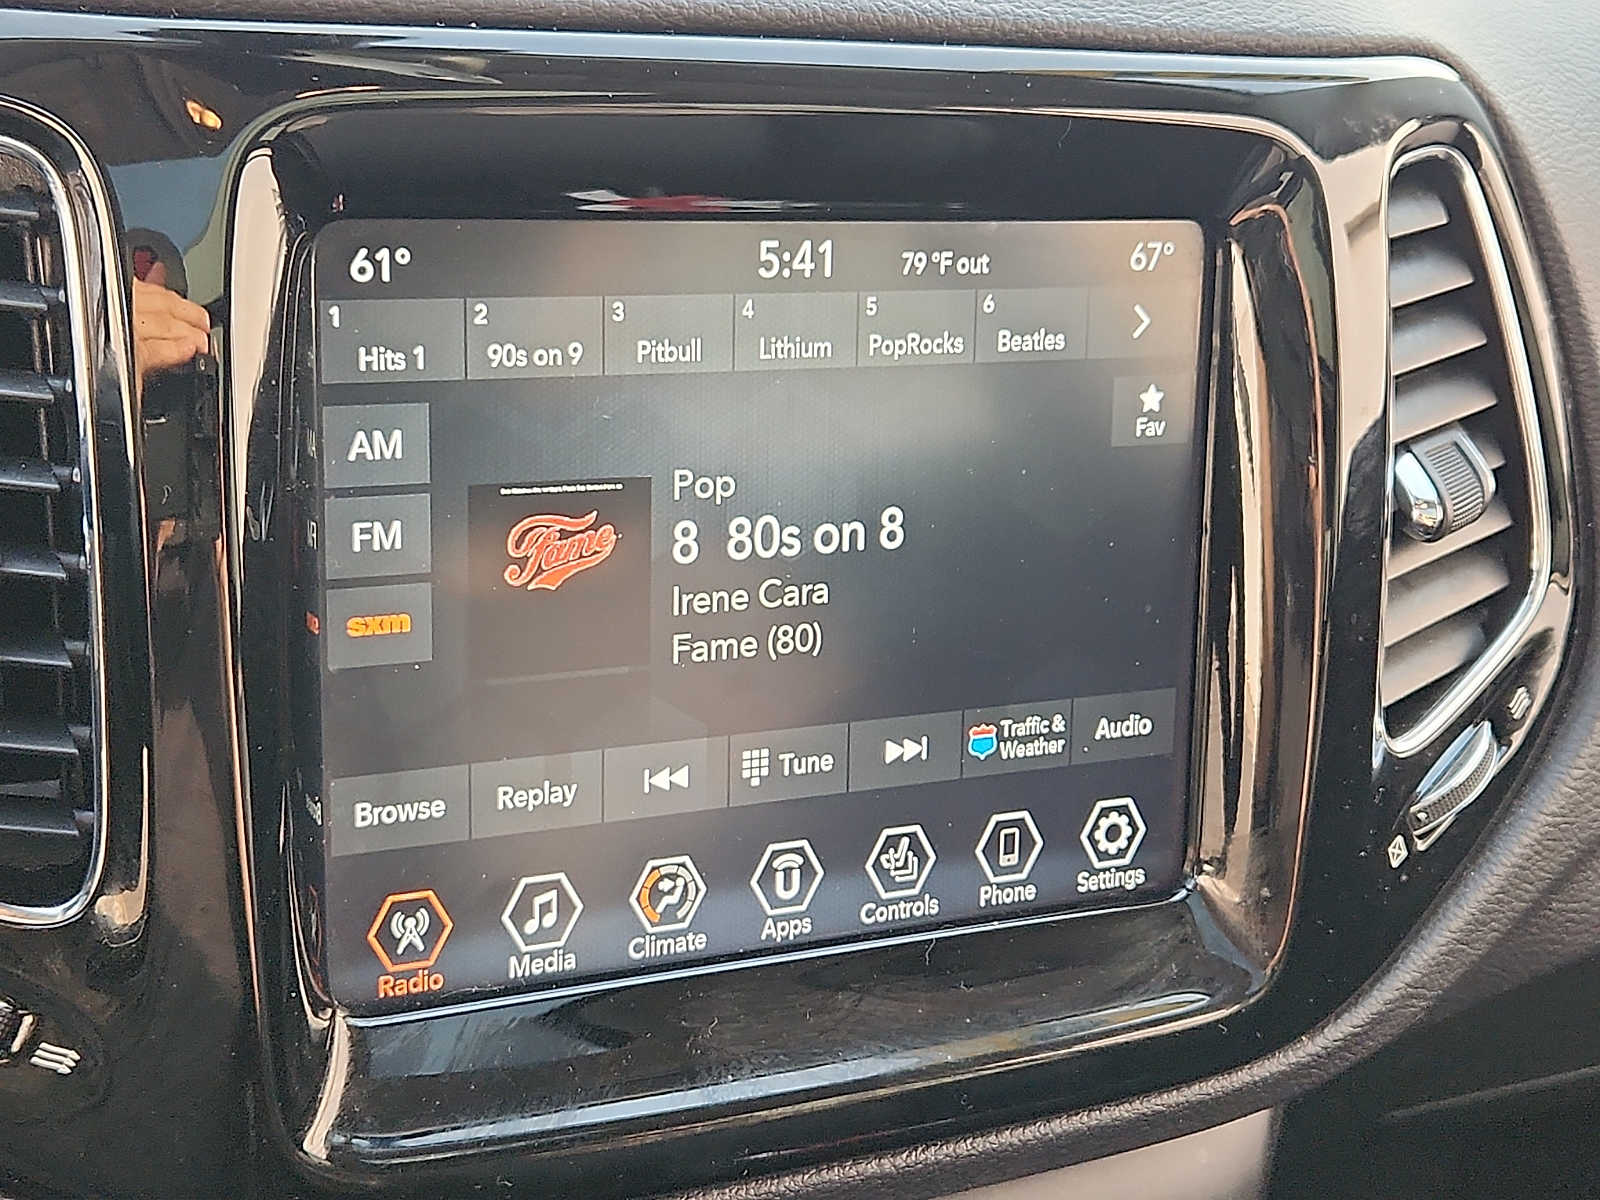 61° 5:41 79 °F out 67°
1 2 3 4 5 6
Hits 1 90s on 9 Pitbull Lithium PopRocks Beatles
Fav
AM
FM
sxm
Fame
Pop
8 80s on 8
Irene Cara
Fame (80)
Browse Replay Tune Traffic & Weather Audio
Radio Media Climate Apps Controls Phone Settings